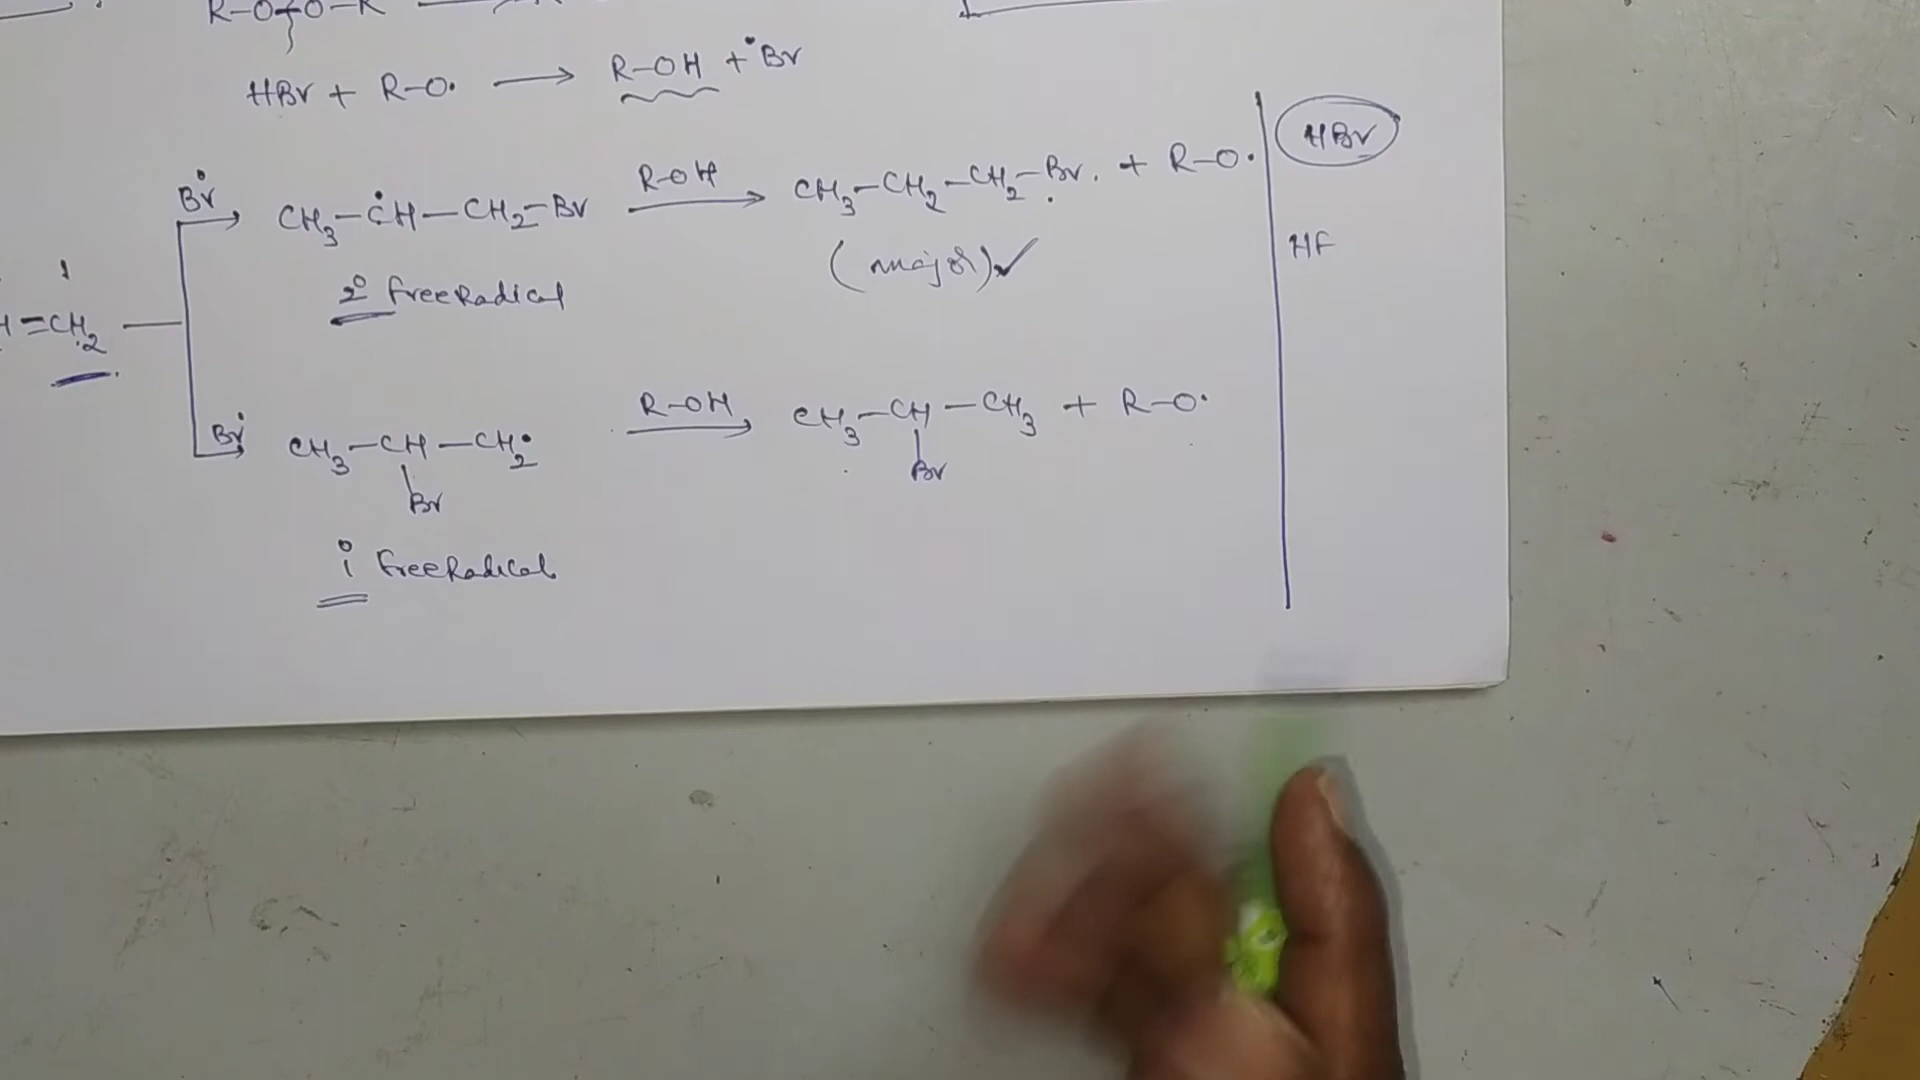 R-O-O-R
HBr + R-O• ⟶ R-OH + •Br
HBr
Br• CH3-ĊH-CH2-Br R-OH ⟶ CH3-CH2-CH2-Br. + R-O•
HF
2° free Radical (major)✓
=CH2
Br• CH3-CH-CH2• R-OH ⟶ CH3-CH-CH3 + R-O•
Br Br
1° free Radical